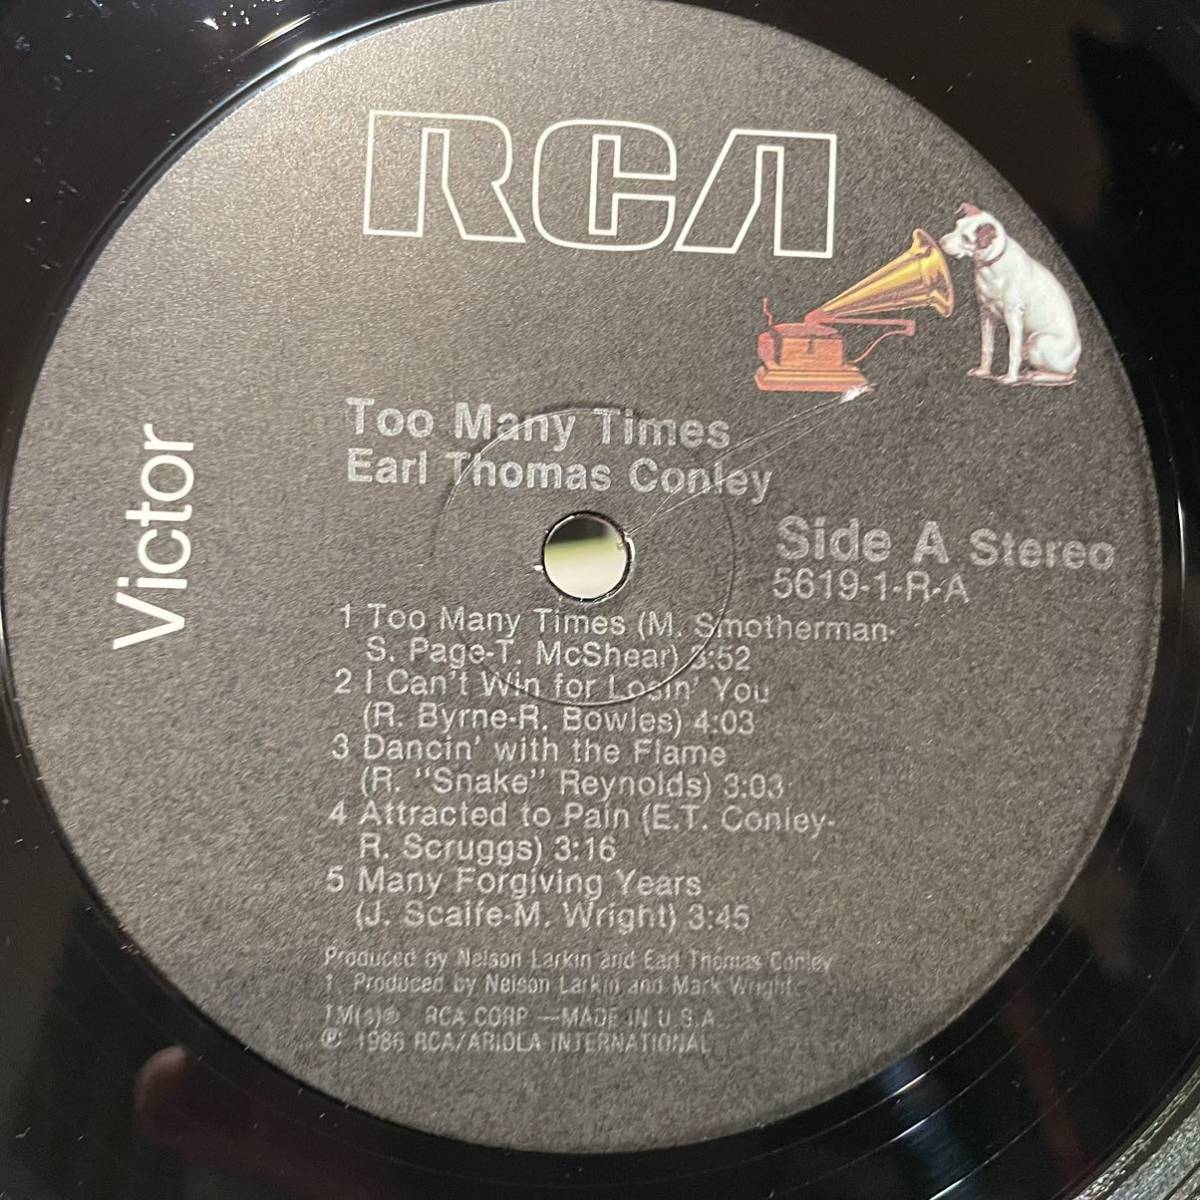 RCA
Victor
Too Many Times
Earl Thomas Conley
Side A Stereo
5619-1-R-A
1 Too Many Times (M. Smotherman-
S. Page-T. McShear) 3:52
2 I Can't Win for Losin' You
(R. Byrne-R. Bowles) 4:03
3 Dancin' with the Flame
(R. "Snake" Reynolds) 3:03
4 Attracted to Pain (E.T. Conley-
R. Scruggs) 3:16
5 Many Forgiving Years
(J. Scaife-M. Wright) 3:45
Produced by Nelson Larkin and Earl Thomas Conley
1. Produced by Nelson Larkin and Mark Wright
TM(s)® RCA CORP.—MADE IN U.S.A.
℗ 1986 RCA/ARIOLA INTERNATIONAL